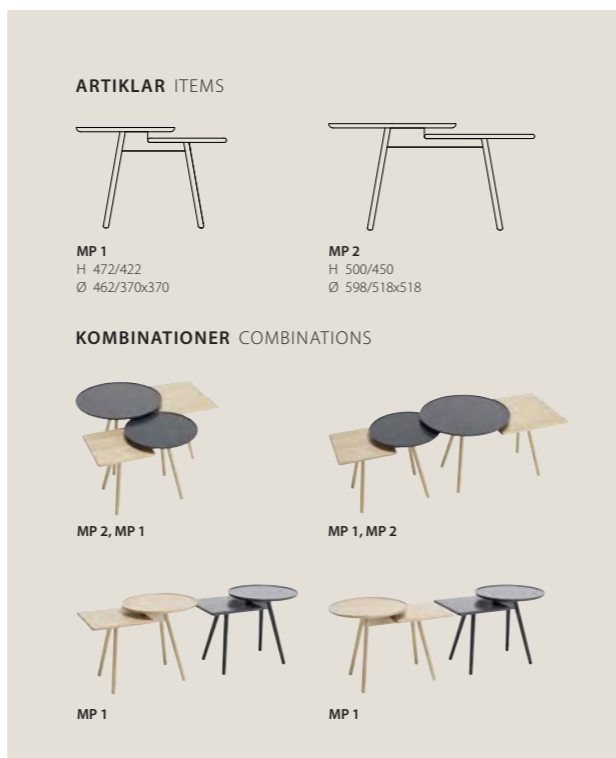 ARTIKLAR ITEMS
MP 1
H 472/422
Ø 462/370x370
MP 2
H 500/450
Ø 598/518x518
KOMBINATIONER COMBINATIONS
MP 2, MP 1
MP 1, MP 2
MP 1
MP 1